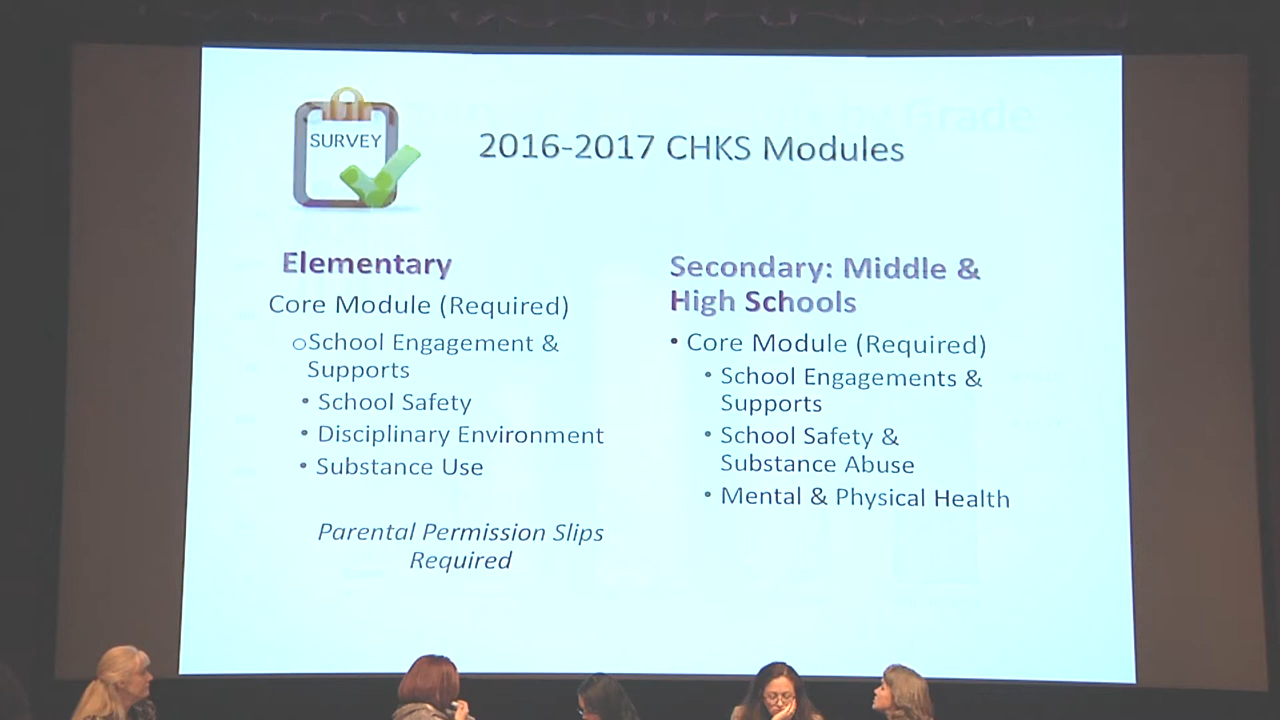 SURVEY
2016-2017 CHKS Modules
Elementary
Core Module (Required)
○School Engagement &
Supports
• School Safety
• Disciplinary Environment
• Substance Use
Parental Permission Slips
Required
Secondary: Middle &
High Schools
• Core Module (Required)
• School Engagements &
Supports
• School Safety &
Substance Abuse
• Mental & Physical Health
by Grade